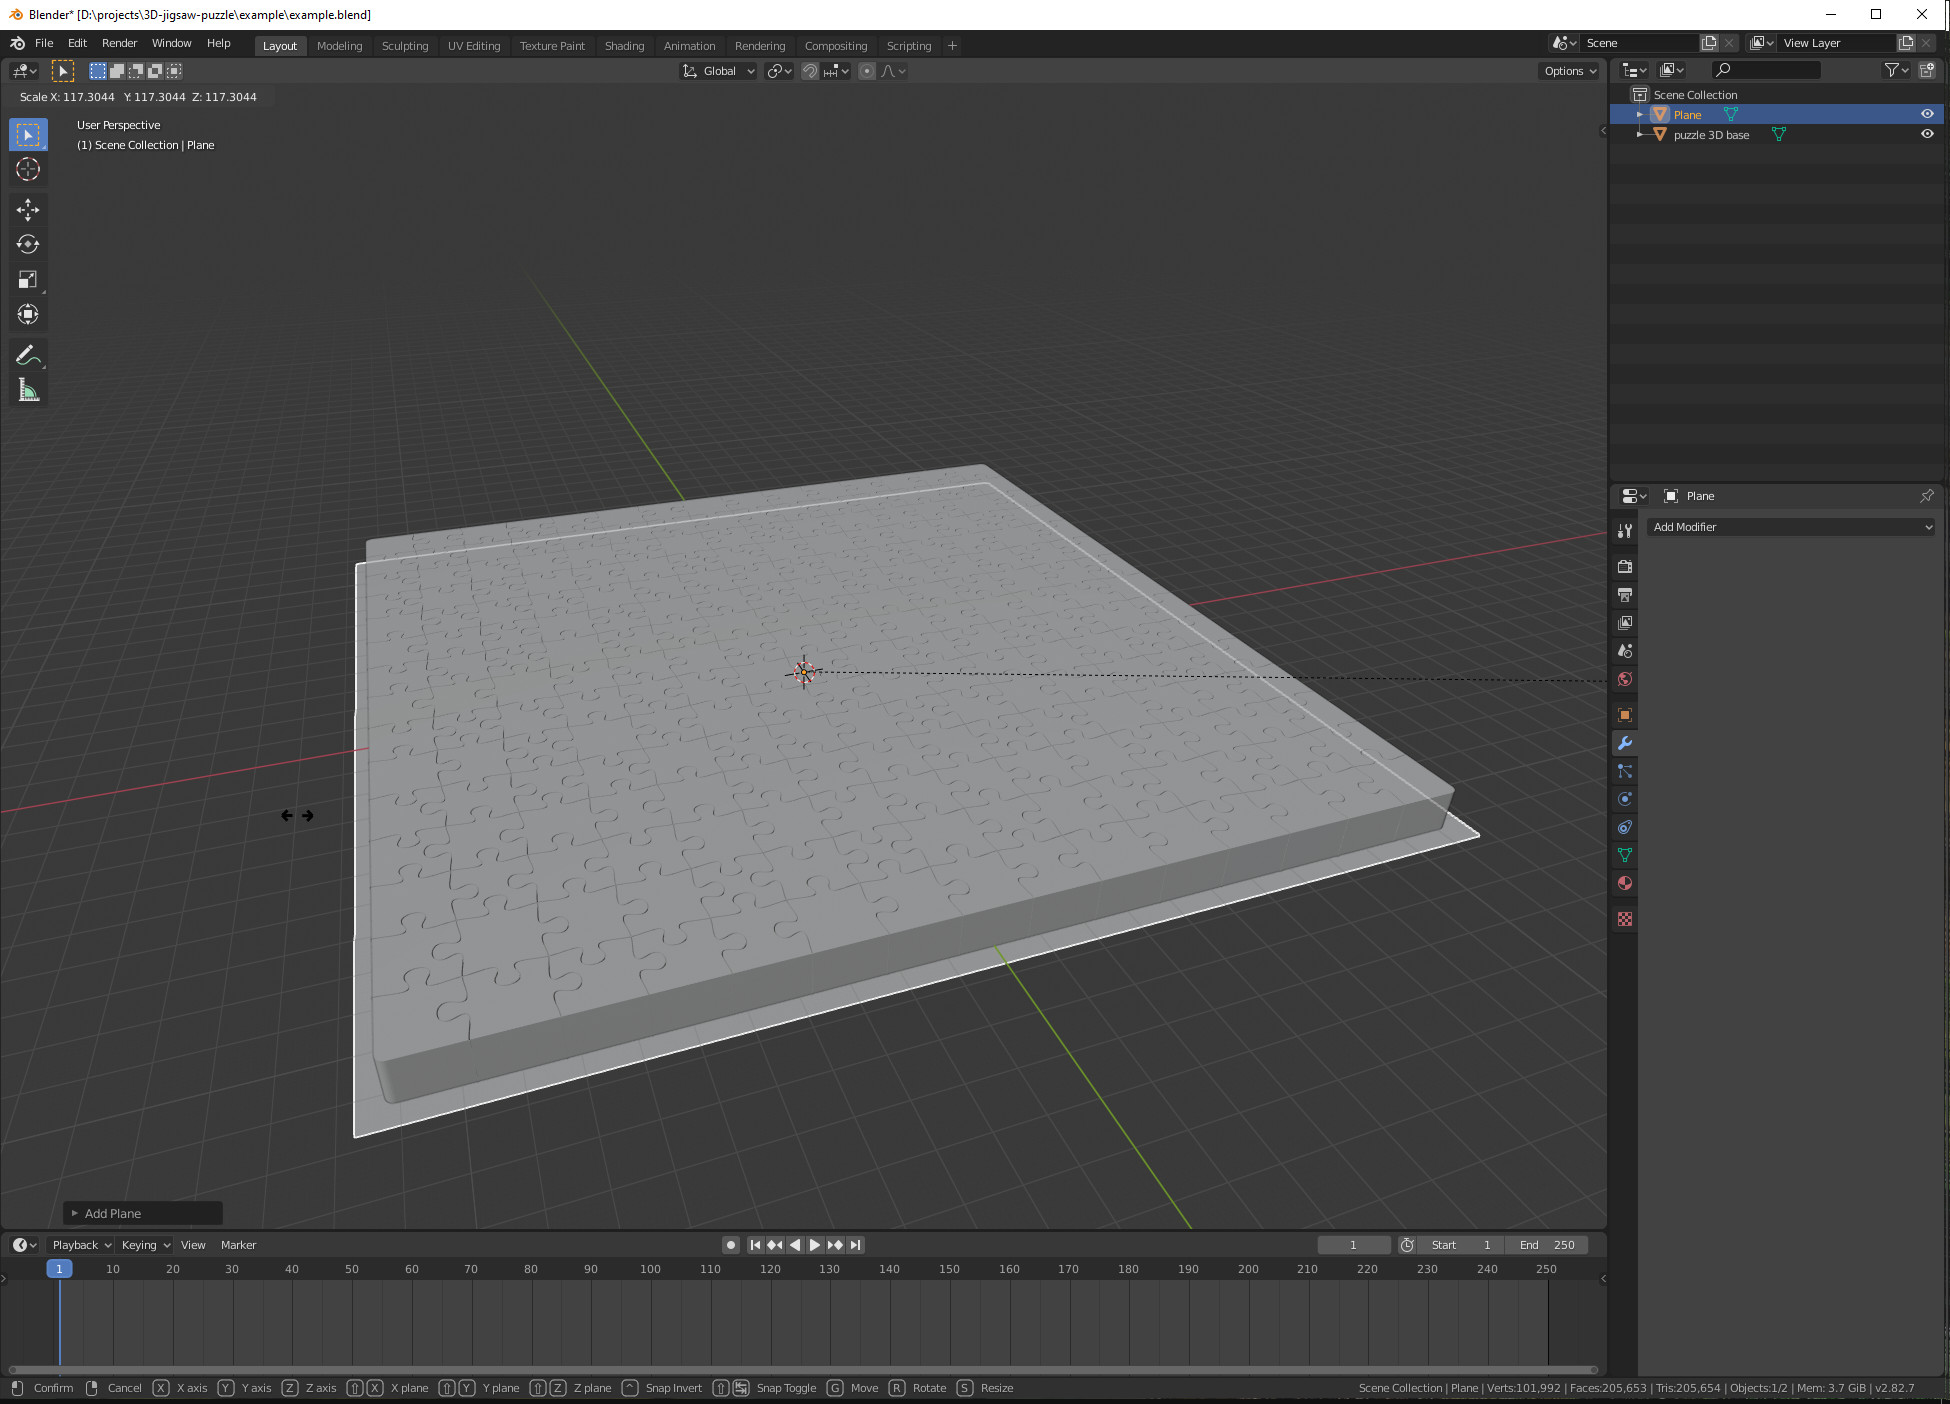 Blender* [D:\projects\3D-jigsaw-puzzle\example\example.blend]
File Edit Render Window Help Layout Modeling Sculpting UV Editing Texture Paint Shading Animation Rendering Compositing Scripting + Scene View Layer
Global Options
Scale X: 117.3044 Y: 117.3044 Z: 117.3044
User Perspective
(1) Scene Collection | Plane
Scene Collection
Plane
puzzle 3D base
Plane
Add Modifier
Add Plane
Playback Keying View Marker 1 Start 1 End 250
1 10 20 30 40 50 60 70 80 90 100 110 120 130 140 150 160 170 180 190 200 210 220 230 240 250
Confirm Cancel X X axis Y Y axis Z Z axis X X plane Y Y plane Z Z plane ^ Snap Invert Snap Toggle G Move R Rotate S Resize Scene Collection | Plane | Verts:101,992 | Faces:205,653 | Tris:205,654 | Objects:1/2 | Mem: 3.7 GiB | v2.82.7